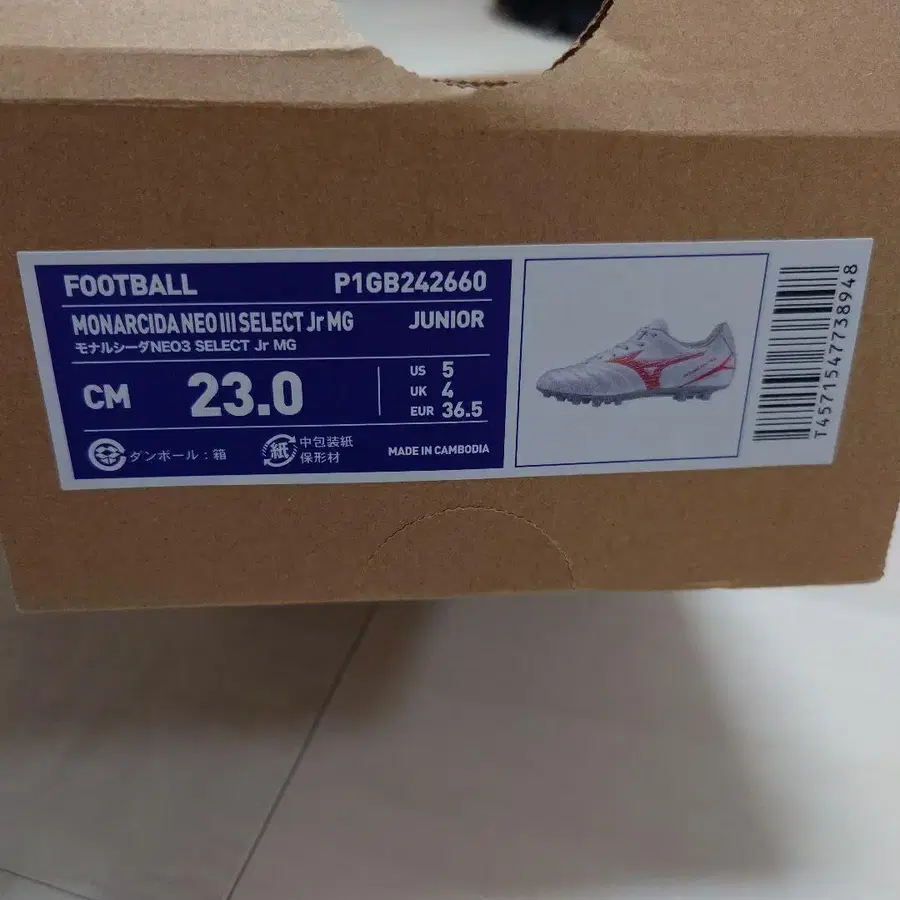 FOOTBALL P1GB242660
MONARCIDA NEO III SELECT Jr MG JUNIOR
モナルシーダNEO3 SELECT Jr MG
CM 23.0
US 5
UK 4
EUR 36.5
ダンボール：箱
紙 中包装紙
保形材
MADE IN CAMBODIA
T4571547738948